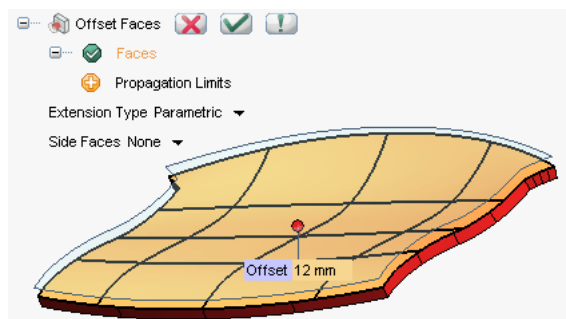 Offset Faces
Faces
Propagation Limits
Extension Type Parametric
Side Faces None
Offset 12 mm